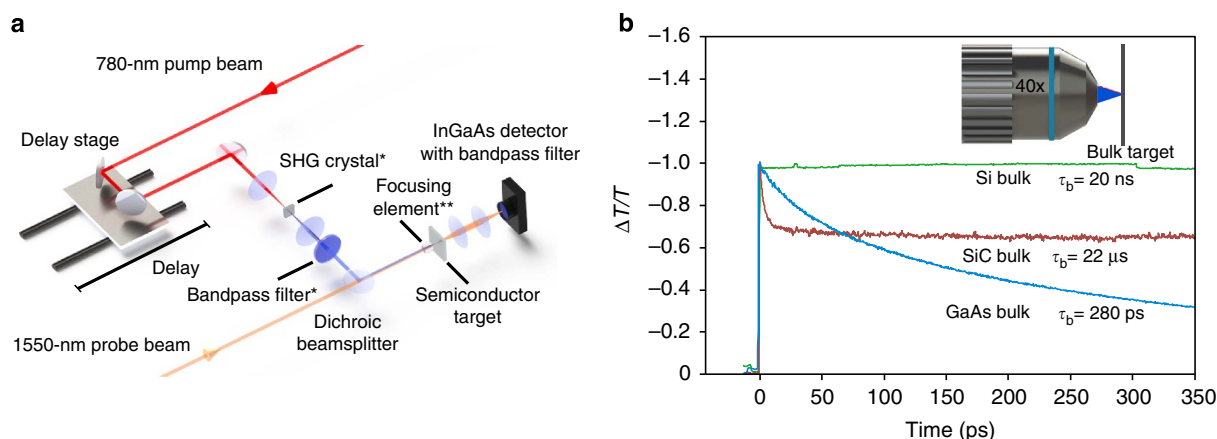 a
780-nm pump beam
Delay stage
SHG crystal*
InGaAs detector
with bandpass filter
Focusing
element**
Delay
Bandpass filter*
Semiconductor
target
Dichroic
beamsplitter
1550-nm probe beam
b
−1.6
−1.4
−1.2
−1.0
−0.8
−0.6
−0.4
−0.2
0
ΔT/T
40x
Bulk target
Si bulk τb= 20 ns
SiC bulk τb= 22 µs
GaAs bulk τb= 280 ps
0 50 100 150 200 250 300 350
Time (ps)